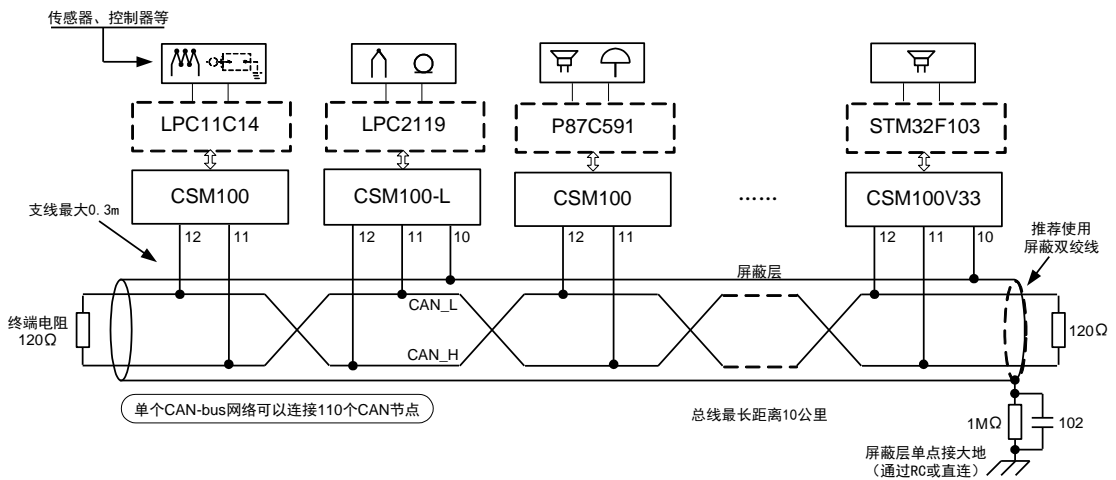 传感器、控制器等
LPC11C14
LPC2119
P87C591
STM32F103
CSM100
CSM100-L
CSM100
……
CSM100V33
支线最大0.3m
12
11
12
11
10
12
11
12
11
10
推荐使用
屏蔽双绞线
屏蔽层
CAN_L
CAN_H
终端电阻
120Ω
120Ω
单个CAN-bus网络可以连接110个CAN节点
总线最长距离10公里
1MΩ
102
屏蔽层单点接大地
（通过RC或直连）